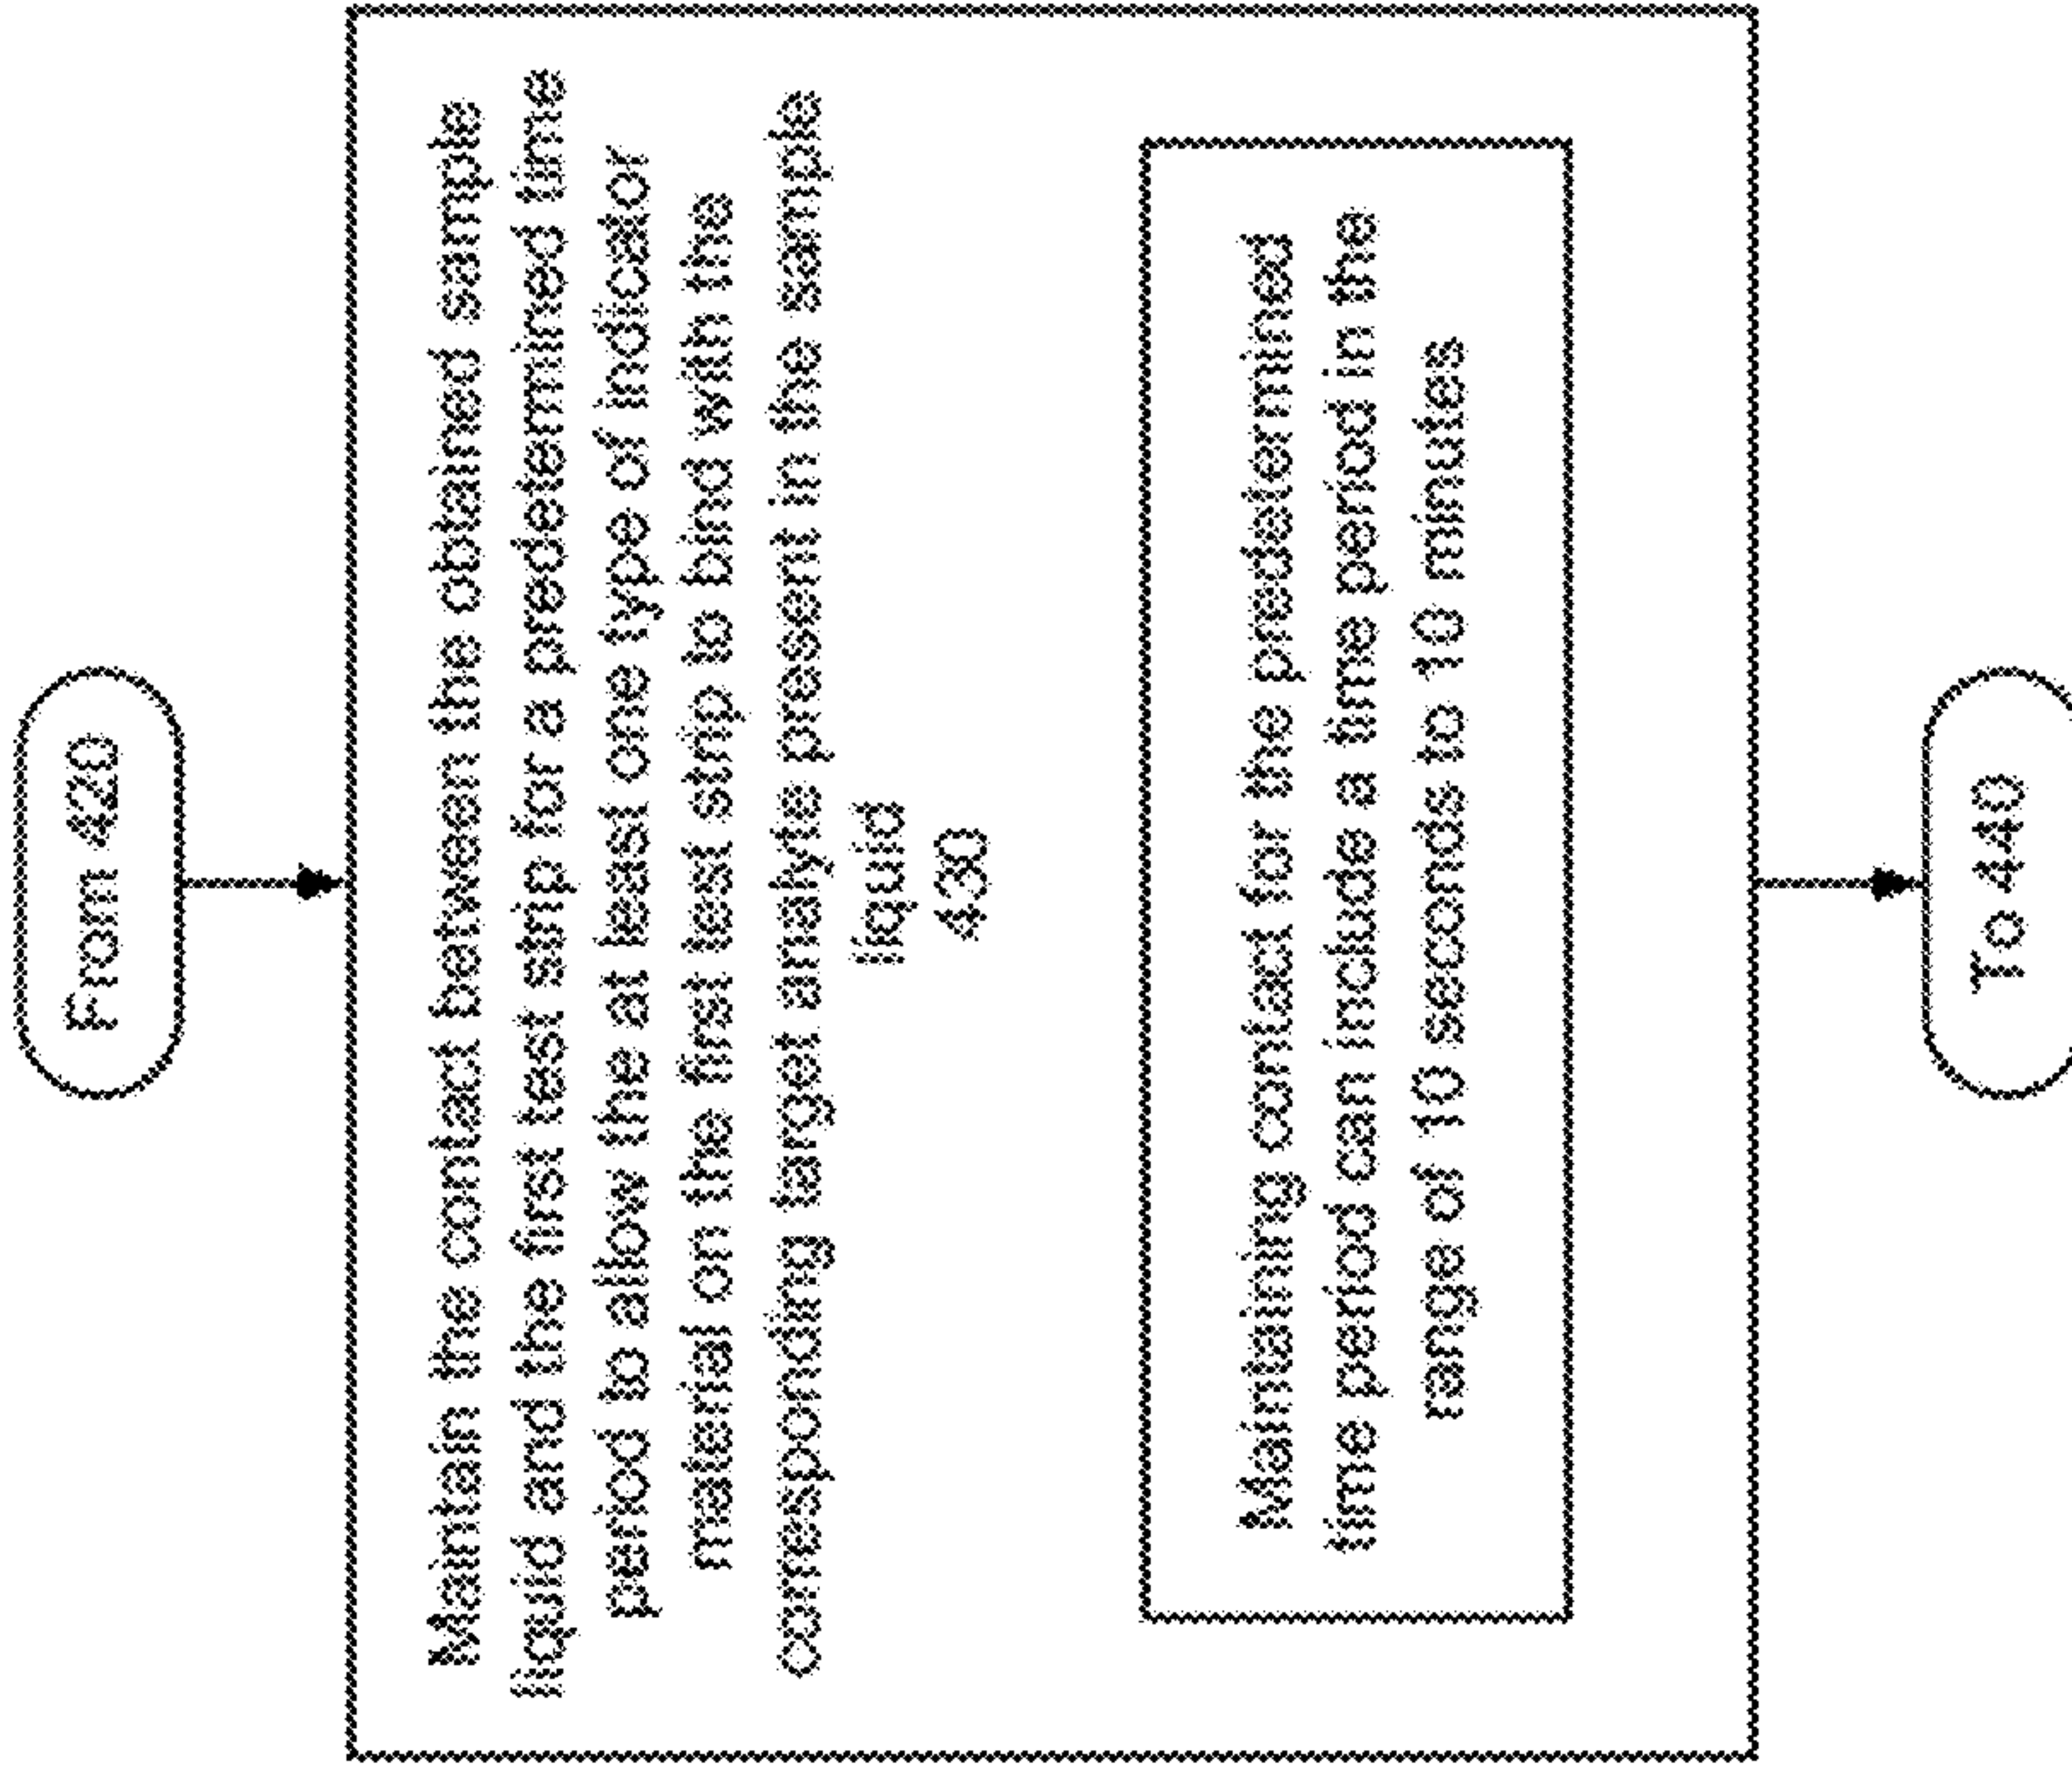 From 420
Maintain the contact between the obtained sample
liquid and the first test strip for a predetermined time
period to allow the at least one type of indicator
material on the first test strip to bind with the
corresponding target analyte present in the sample
liquid
430
Maintaining contact for the predetermined
time period can include a time period in the
range of 10 seconds to 10 minutes
To 440